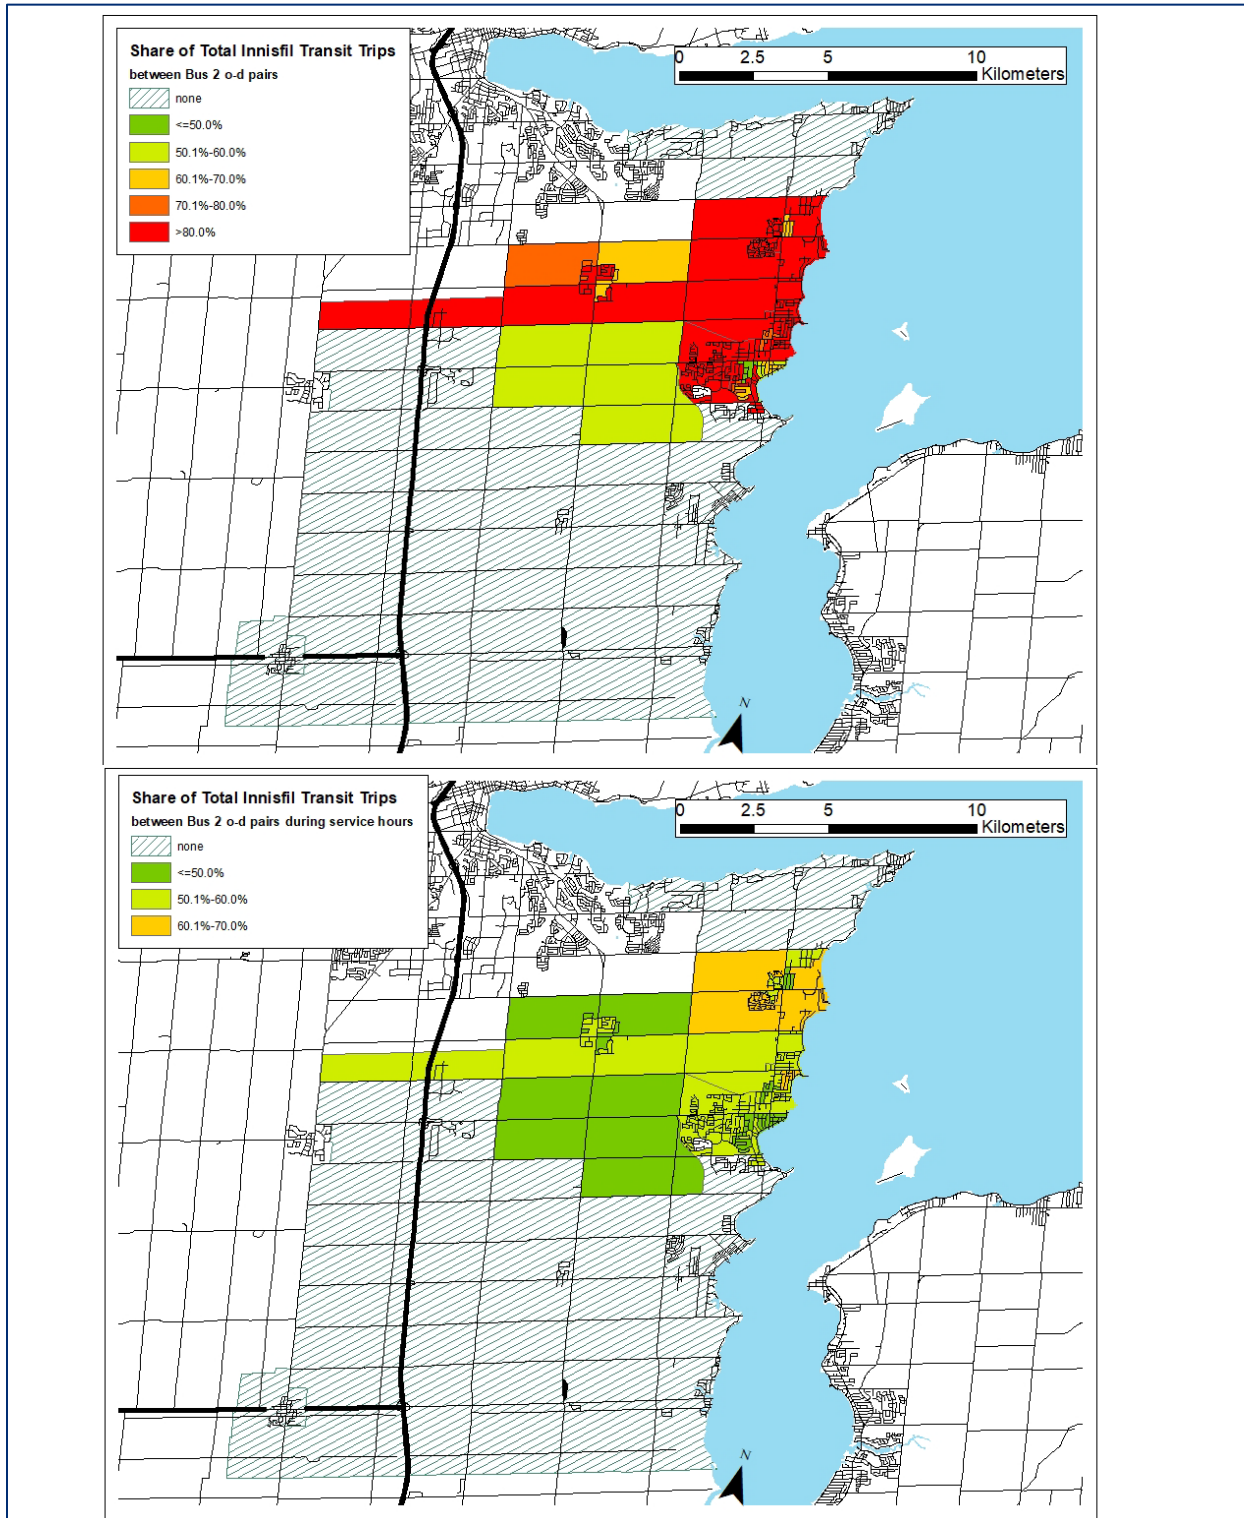 Share of Total Innisfil Transit Trips
between Bus 2 o-d pairs
none
<=50.0%
50.1%-60.0%
60.1%-70.0%
70.1%-80.0%
>80.0%
0 2.5 5 10
Kilometers
N
Share of Total Innisfil Transit Trips
between Bus 2 o-d pairs during service hours
none
<=50.0%
50.1%-60.0%
60.1%-70.0%
0 2.5 5 10
Kilometers
N